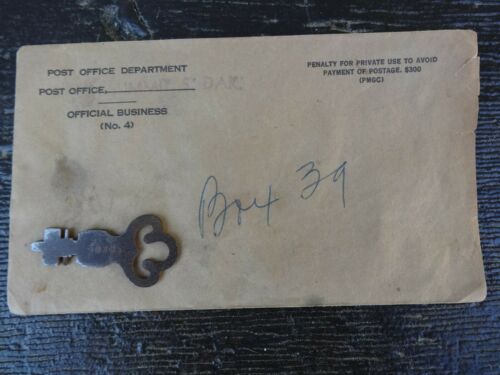 POST OFFICE DEPARTMENT
POST OFFICE,
OFFICIAL BUSINESS
(No. 4)
PENALTY FOR PRIVATE USE TO AVOID
PAYMENT OF POSTAGE, $300
(PMGC)
Box 39